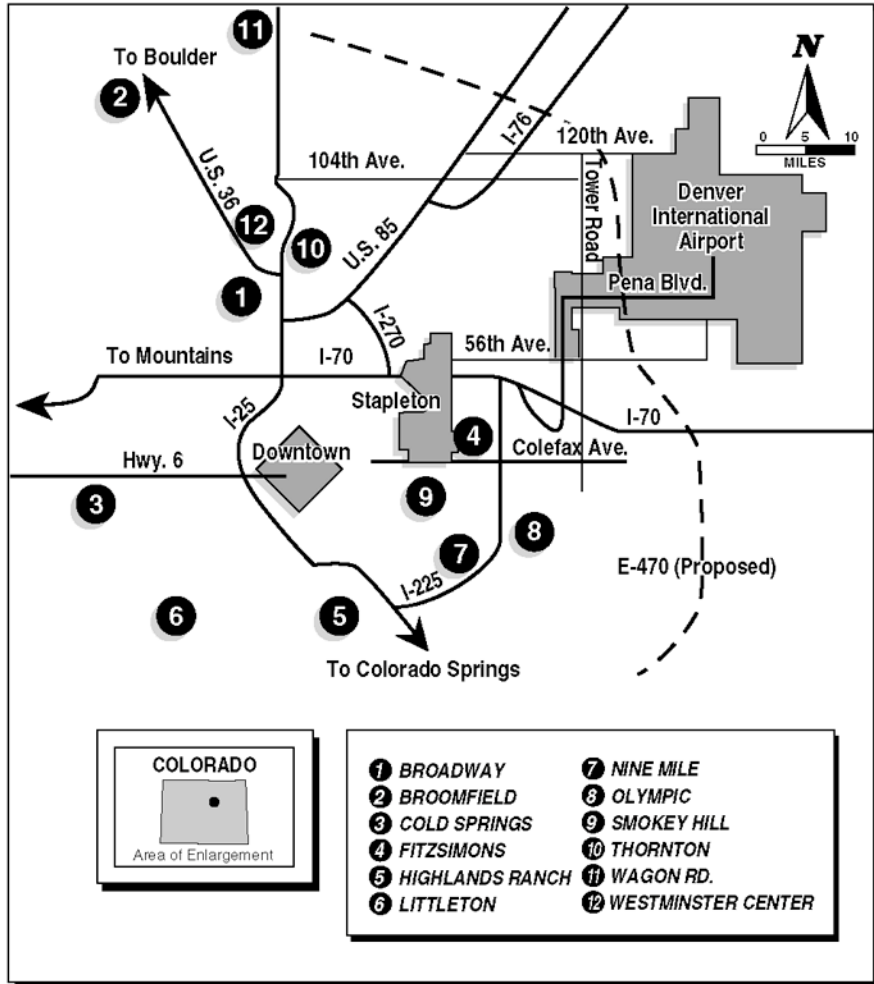 11
To Boulder
2
N
0 5 10
MILES
I-76
120th Ave.
104th Ave.
U.S. 36
Tower Road
Denver
International
Airport
12
10
U.S. 85
Pena Blvd.
1
I-270
56th Ave.
To Mountains
I-70
Stapleton
I-25
I-70
4
Downtown
Colefax Ave.
Hwy. 6
3
9
8
7
E-470 (Proposed)
I-225
6
5
To Colorado Springs
COLORADO
Area of Enlargement
1 BROADWAY
2 BROOMFIELD
3 COLD SPRINGS
4 FITZSIMONS
5 HIGHLANDS RANCH
6 LITTLETON
7 NINE MILE
8 OLYMPIC
9 SMOKEY HILL
10 THORNTON
11 WAGON RD.
12 WESTMINSTER CENTER